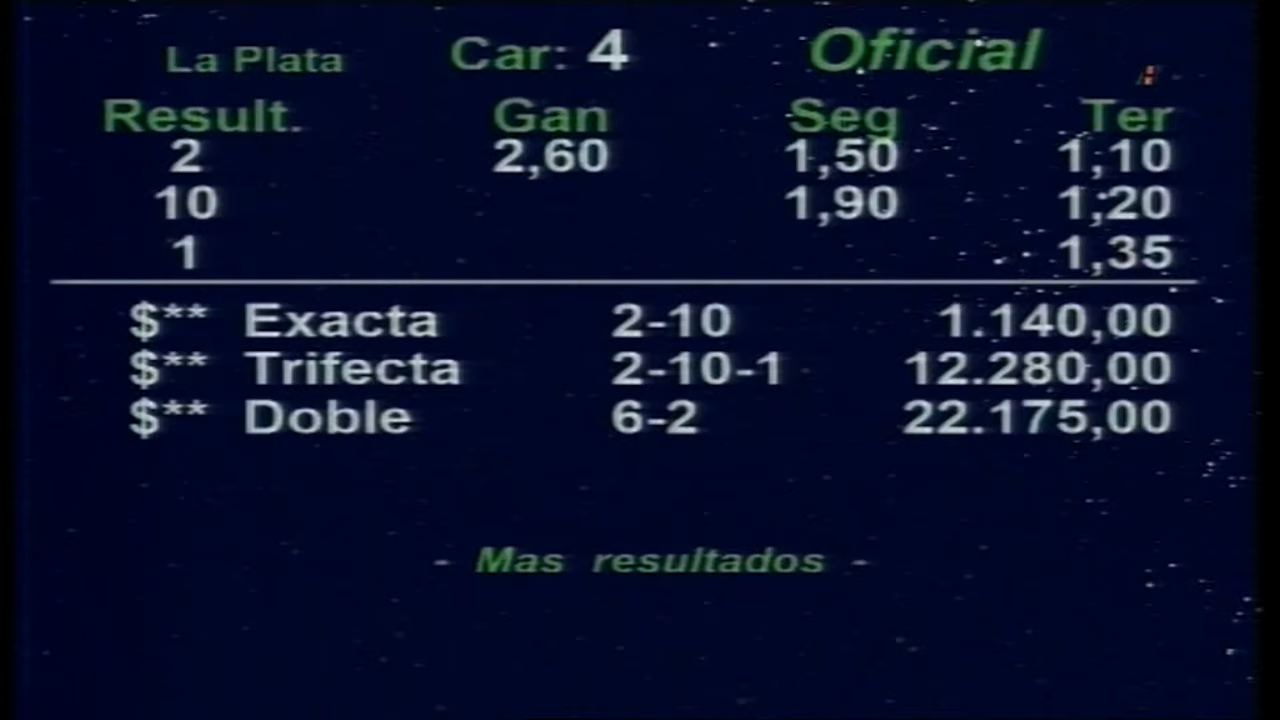 La Plata Car: 4 Oficial
Result. Gan Seg Ter
2 2,60 1,50 1,10
10 1,90 1,20
1 1,35
$** Exacta 2-10 1.140,00
$** Trifecta 2-10-1 12.280,00
$** Doble 6-2 22.175,00
- Mas resultados -